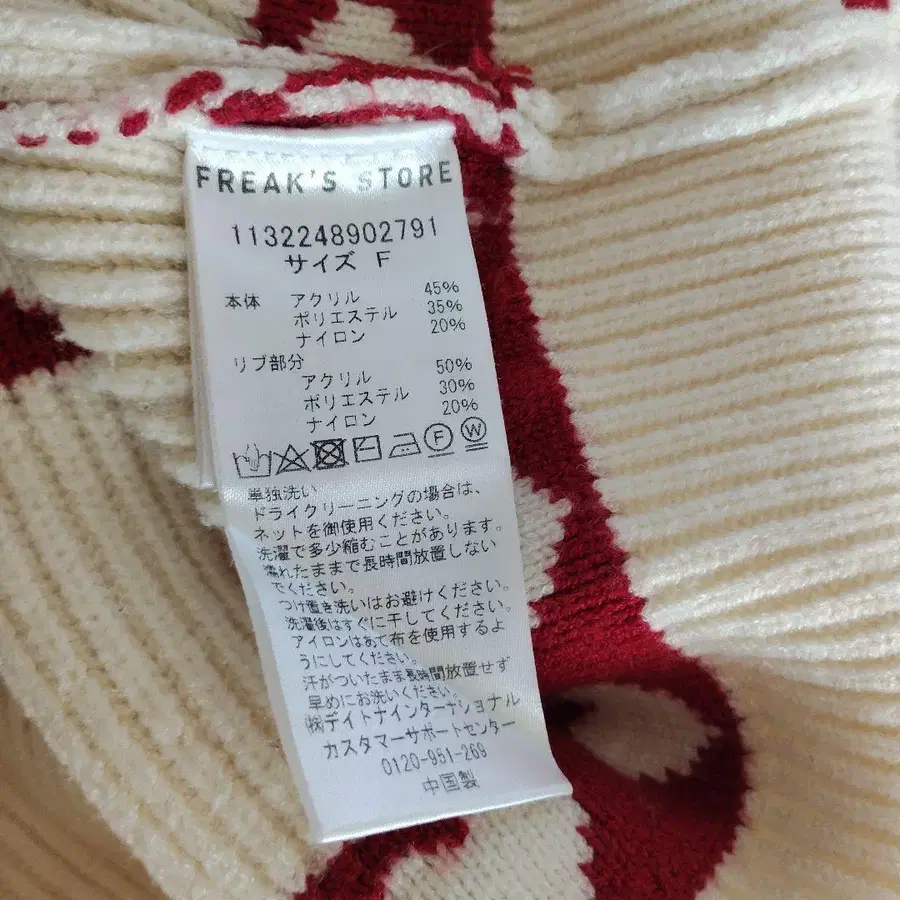 FREAK'S STORE
1132248902791
サイズ F
本体 アクリル 45%
ポリエステル 35%
ナイロン 20%
リブ部分
アクリル 50%
ポリエステル 30%
ナイロン 20%
F W
単独洗い
ドライクリーニングの場合は、
ネットを御使用ください。
洗濯で多少縮むことがあります。
濡れたままで長時間放置しない
でください。
つけ置き洗いはお避けください。
洗濯後はすぐに干してください。
アイロンはあて布を使用するよ
うにしてください。
汗がついたまま長時間放置せず
早めにお洗いください。
㈱デイトナインターナショナル
カスタマーサポートセンター
0120-951-269
中国製